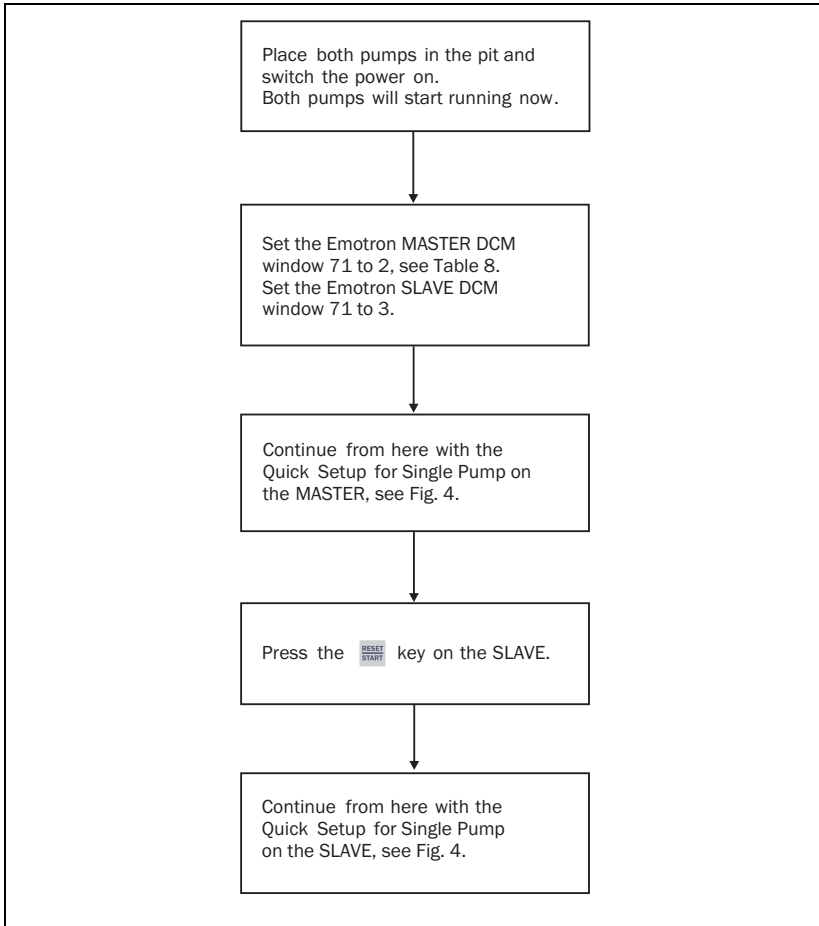 Place both pumps in the pit and
switch the power on.
Both pumps will start running now.
Set the Emotron MASTER DCM
window 71 to 2, see Table 8.
Set the Emotron SLAVE DCM
window 71 to 3.
Continue from here with the
Quick Setup for Single Pump on
the MASTER, see Fig. 4.
Press the RESET START key on the SLAVE.
Continue from here with the
Quick Setup for Single Pump
on the SLAVE, see Fig. 4.